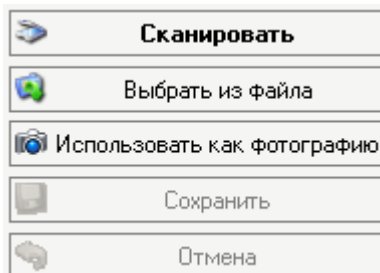 Сканировать
Выбрать из файла
Использовать как фотографию
Сохранить
Отмена